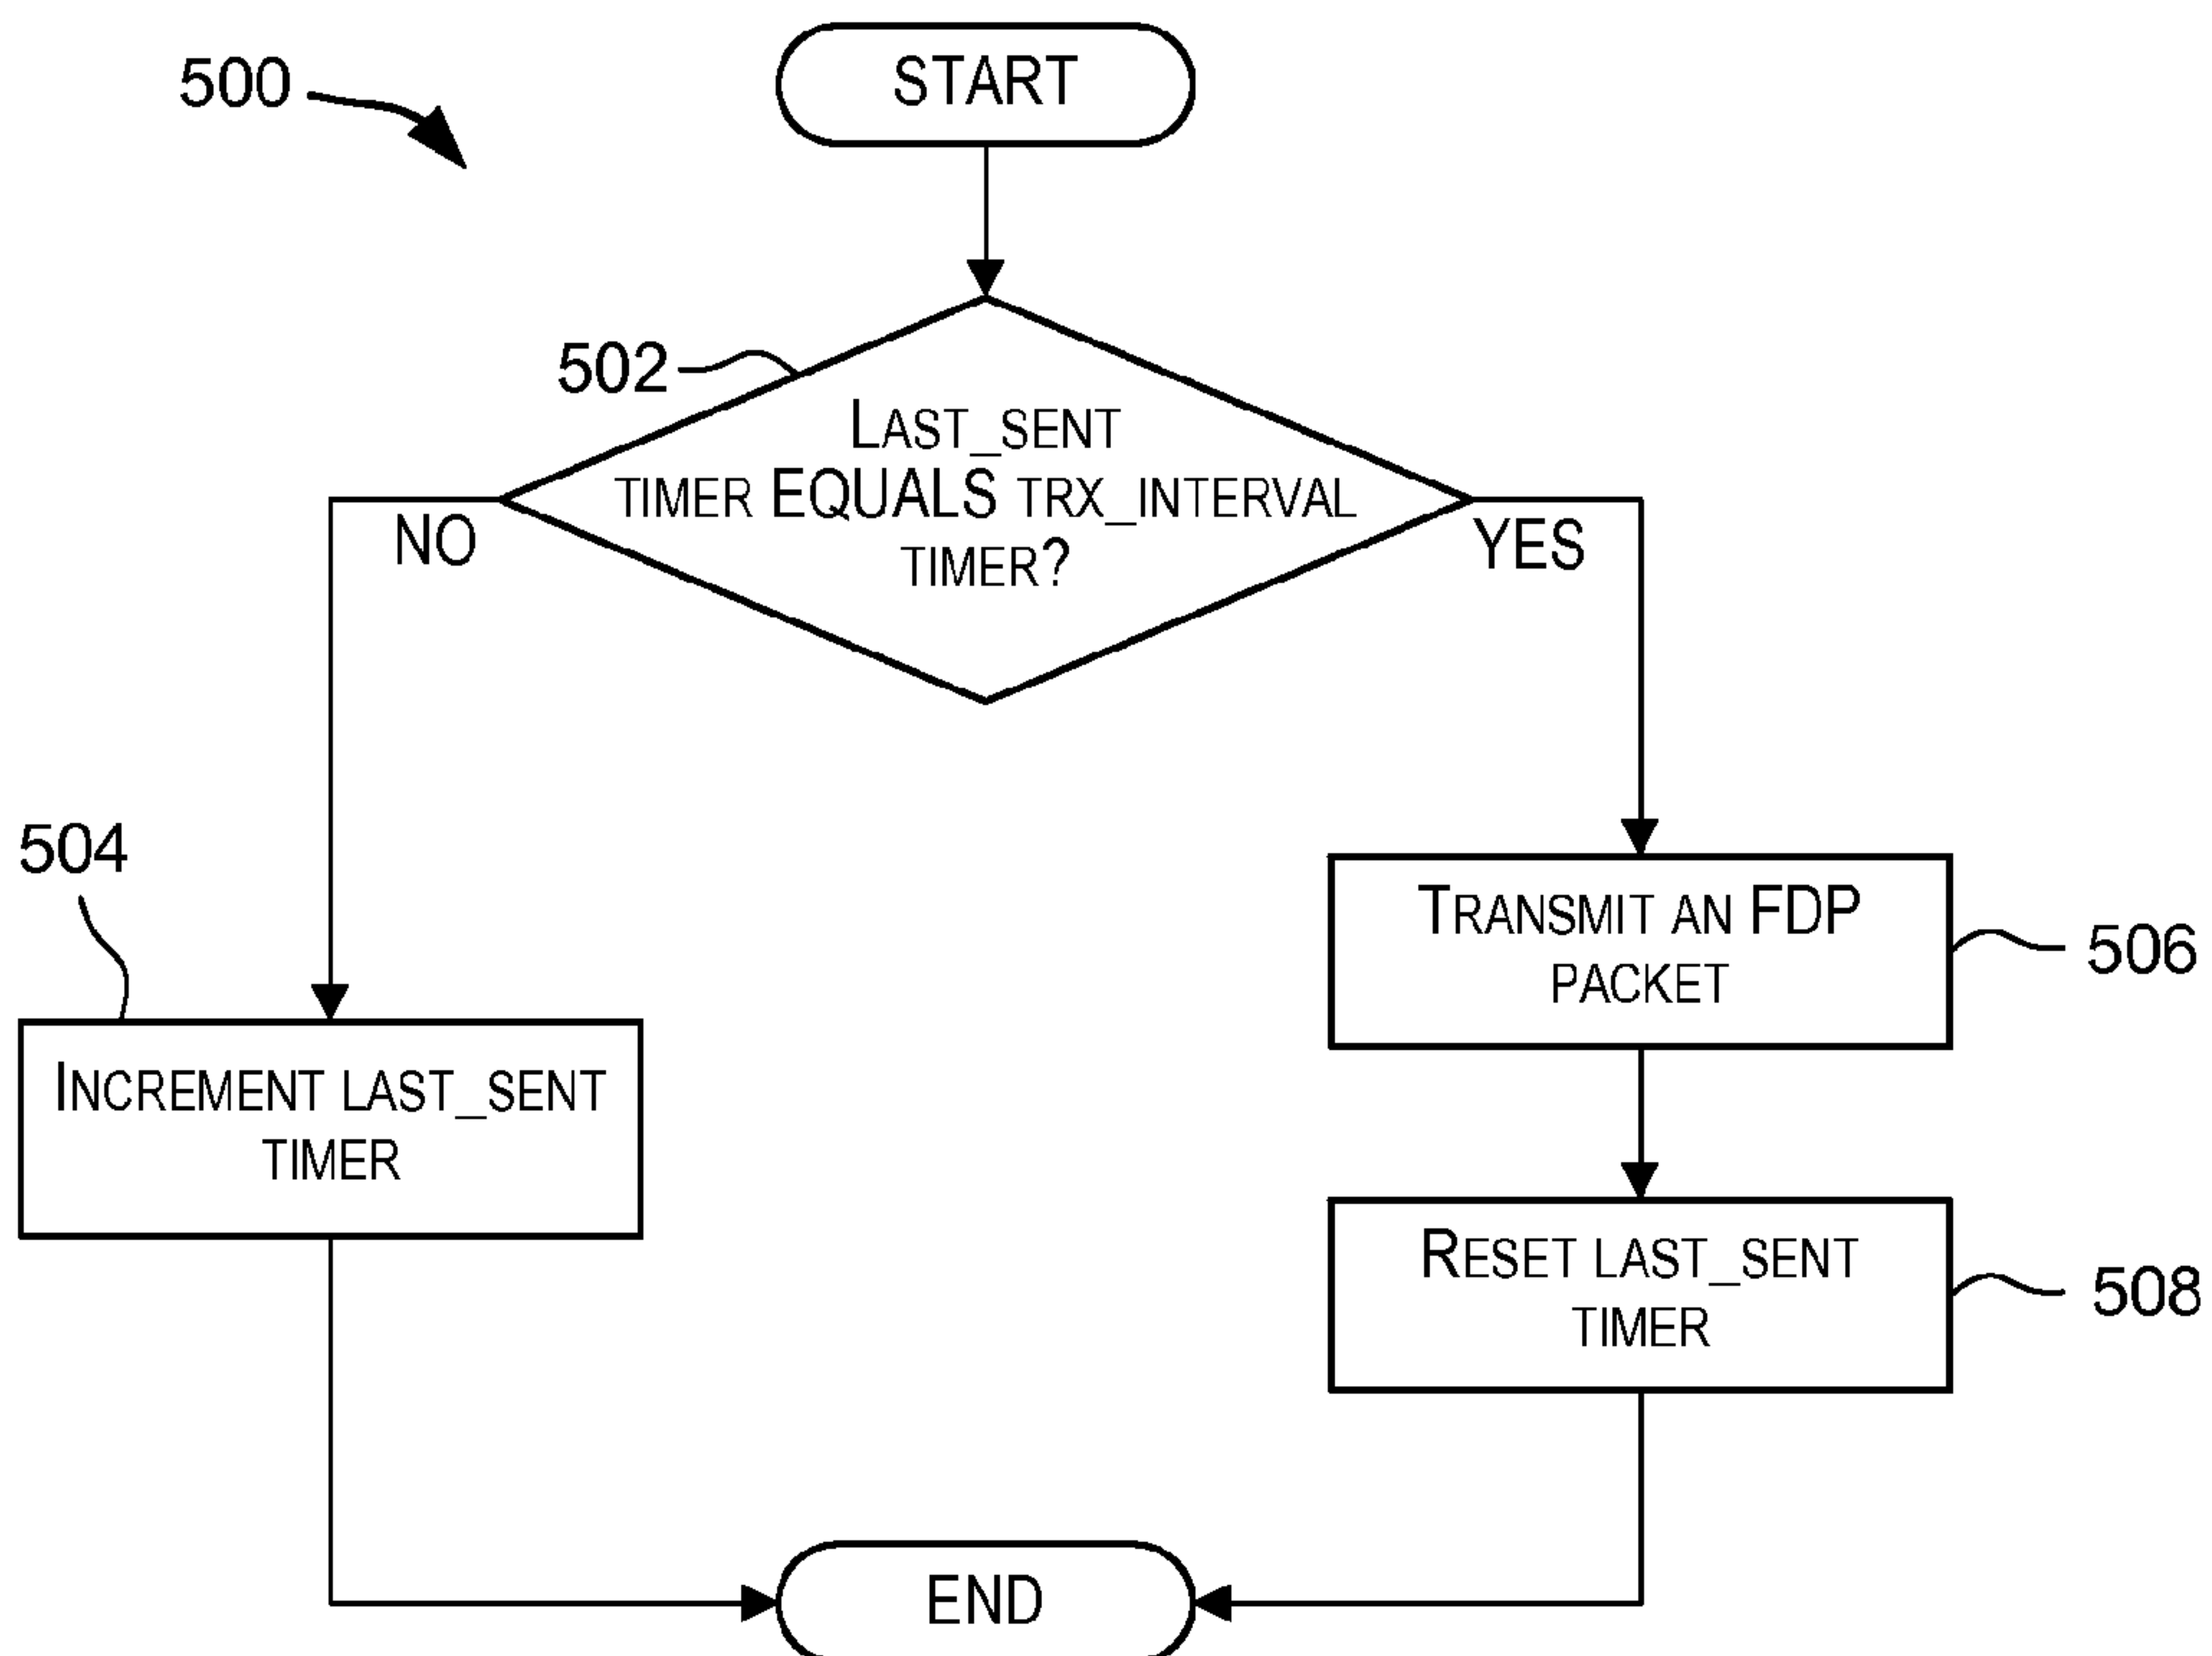 500
START
502
LAST_SENT
TIMER EQUALS TRX_INTERVAL
TIMER?
NO
YES
504
TRANSMIT AN FDP
PACKET
506
INCREMENT LAST_SENT
TIMER
RESET LAST_SENT
TIMER
508
END